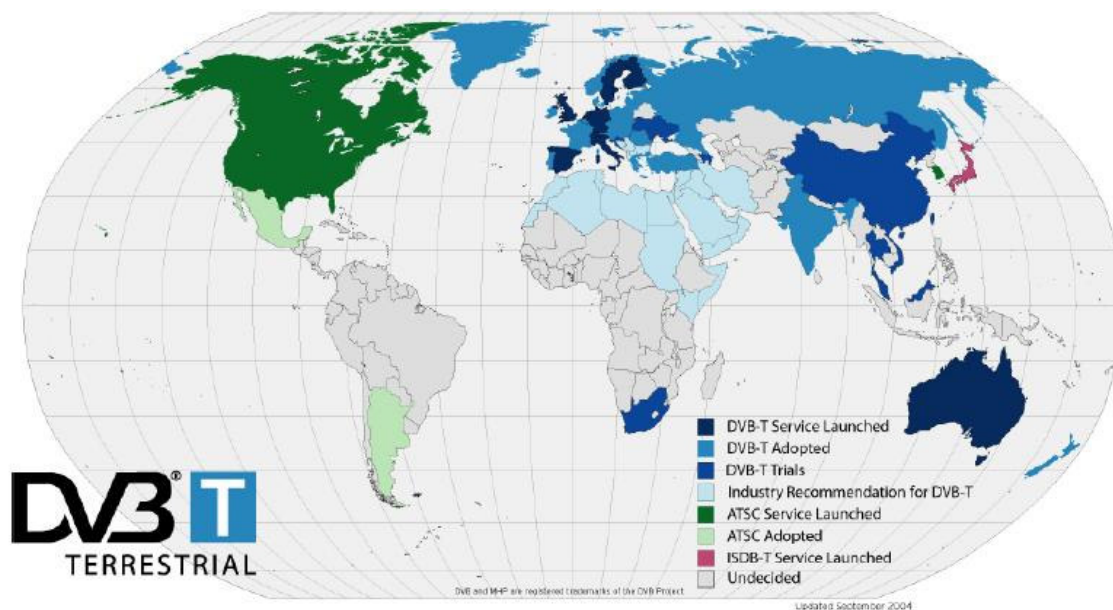 DVB-T Service Launched
DVB-T Adopted
DVB-T Trials
Industry Recommendation for DVB-T
ATSC Service Launched
ATSC Adopted
ISDB-T Service Launched
Undecided
DVB® T
TERRESTRIAL
DVB and MHP are registered trademarks of the DVB Project
Updated September 2004